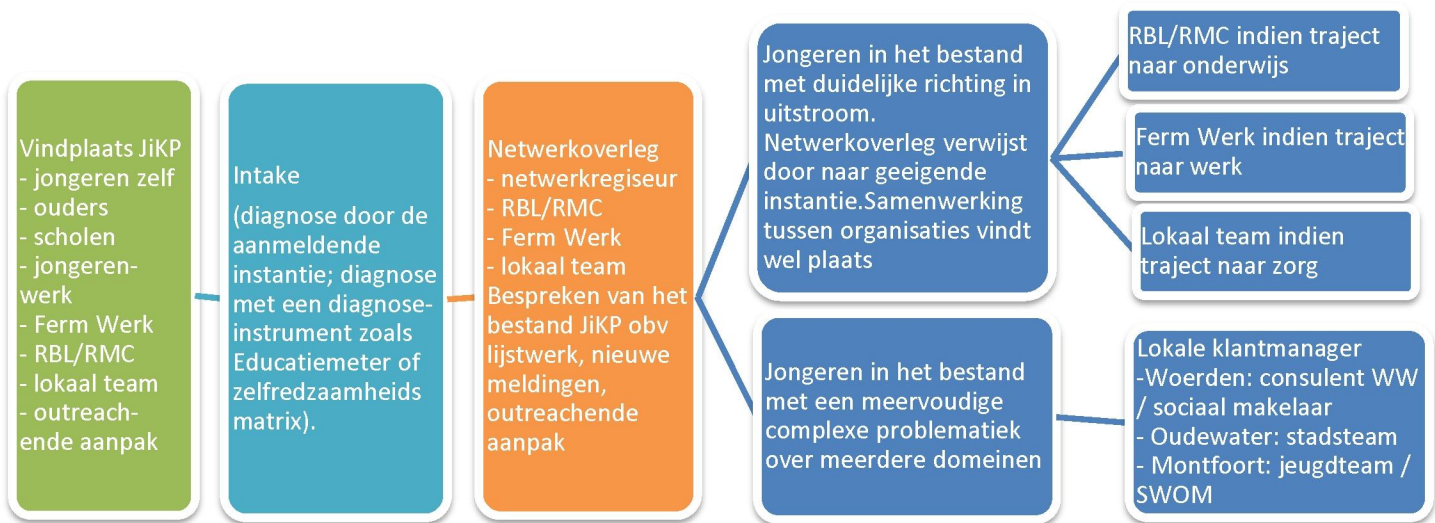 Vindplaats JiKP
- jongeren zelf
- ouders
- scholen
- jongeren-
werk
- Ferm Werk
- RBL/RMC
- lokaal team
- outreach-
ende aanpak
Intake
(diagnose door de
aanmeldende
instantie; diagnose
met een diagnose-
instrument zoals
Educatiemeter of
zelfredzaamheids
matrix).
Netwerkoverleg
- netwerkregiseur
- RBL/RMC
- Ferm Werk
- lokaal team
Bespreken van het
bestand JiKP obv
lijstwerk, nieuwe
meldingen,
outreachende
aanpak
Jongeren in het bestand
met duidelijke richting in
uitstroom.
Netwerkoverleg verwijst
door naar geeigende
instantie.Samenwerking
tussen organisaties vindt
wel plaats
RBL/RMC indien traject
naar onderwijs
Ferm Werk indien traject
naar werk
Lokaal team indien
traject naar zorg
Jongeren in het bestand
met een meervoudige
complexe problematiek
over meerdere domeinen
Lokale klantmanager
-Woerden: consulent WW
/ sociaal makelaar
- Oudewater: stadsteam
- Montfoort: jeugdteam /
SWOM